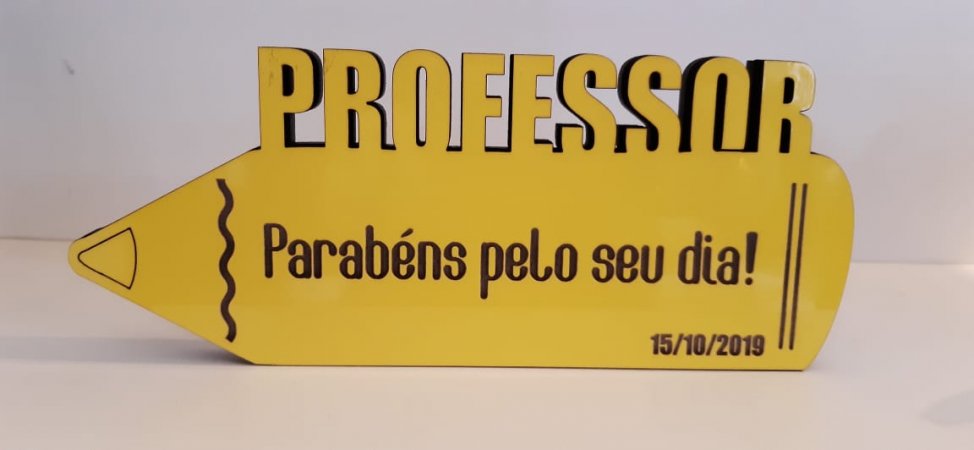 PROFESSOR
Parabéns pelo seu dia!
15/10/2019